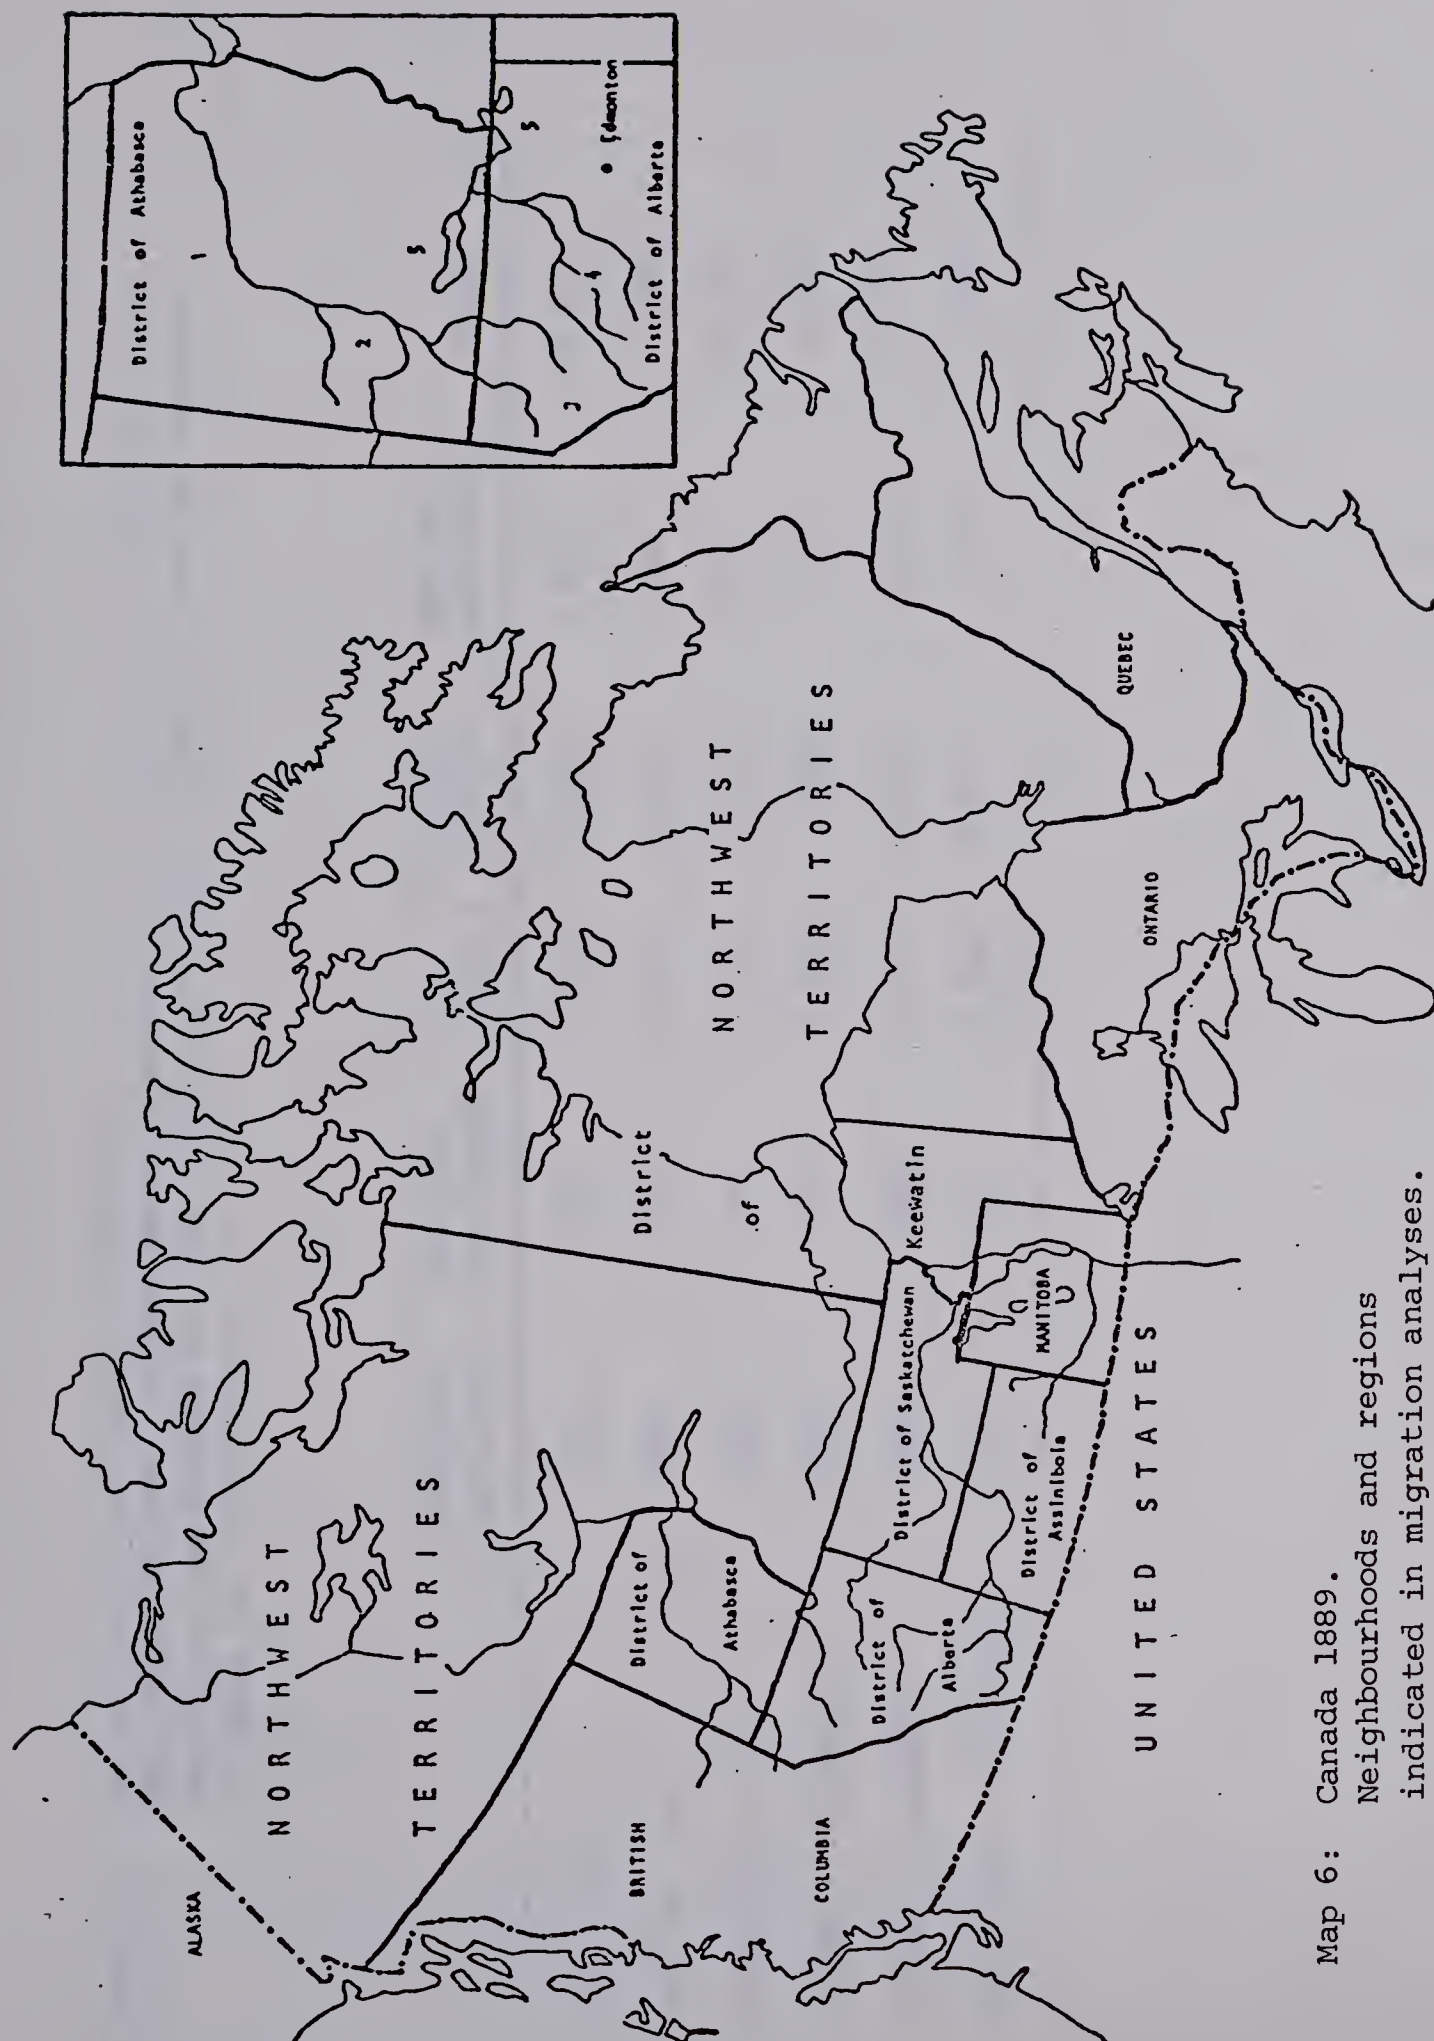 District of Athabasca
1
2
3
4
5
5
Edmonton
District of Alberta
ALASKA
NORTHWEST
TERRITORIES
BRITISH
COLUMBIA
District of
Athabasca
District of
Alberta
District of Saskatchewan
District of
Assiniboia
District
of
Keewatin
MANITOBA
NORTHWEST
TERRITORIES
ONTARIO
QUEBEC
UNITED STATES
Map 6: Canada 1889.
Neighbourhoods and regions
indicated in migration analyses.